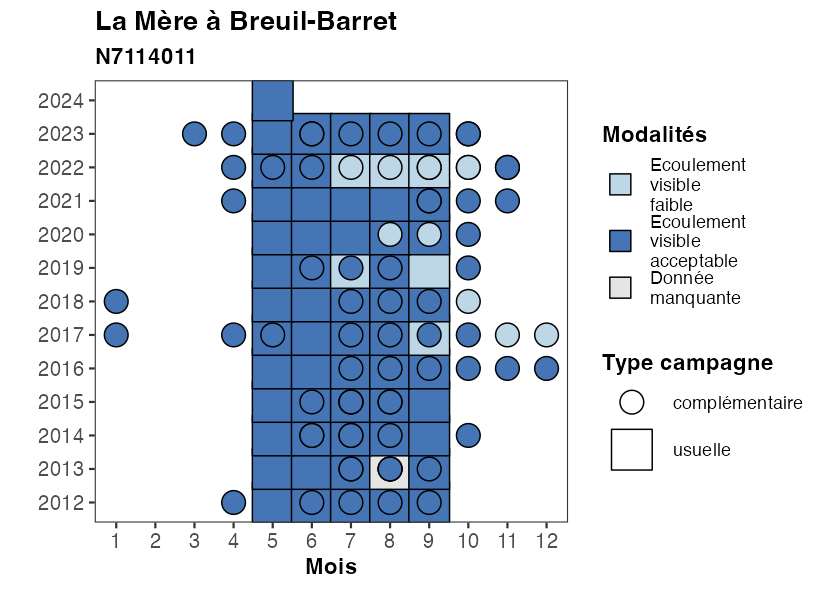 La Mère à Breuil-Barret
N7114011
2024
2023
2022
2021
2020
2019
2018
2017
2016
2015
2014
2013
2012
1 2 3 4 5 6 7 8 9 10 11 12
Mois
Modalités
Ecoulement
visible
faible
Ecoulement
visible
acceptable
Donnée
manquante
Type campagne
complémentaire
usuelle